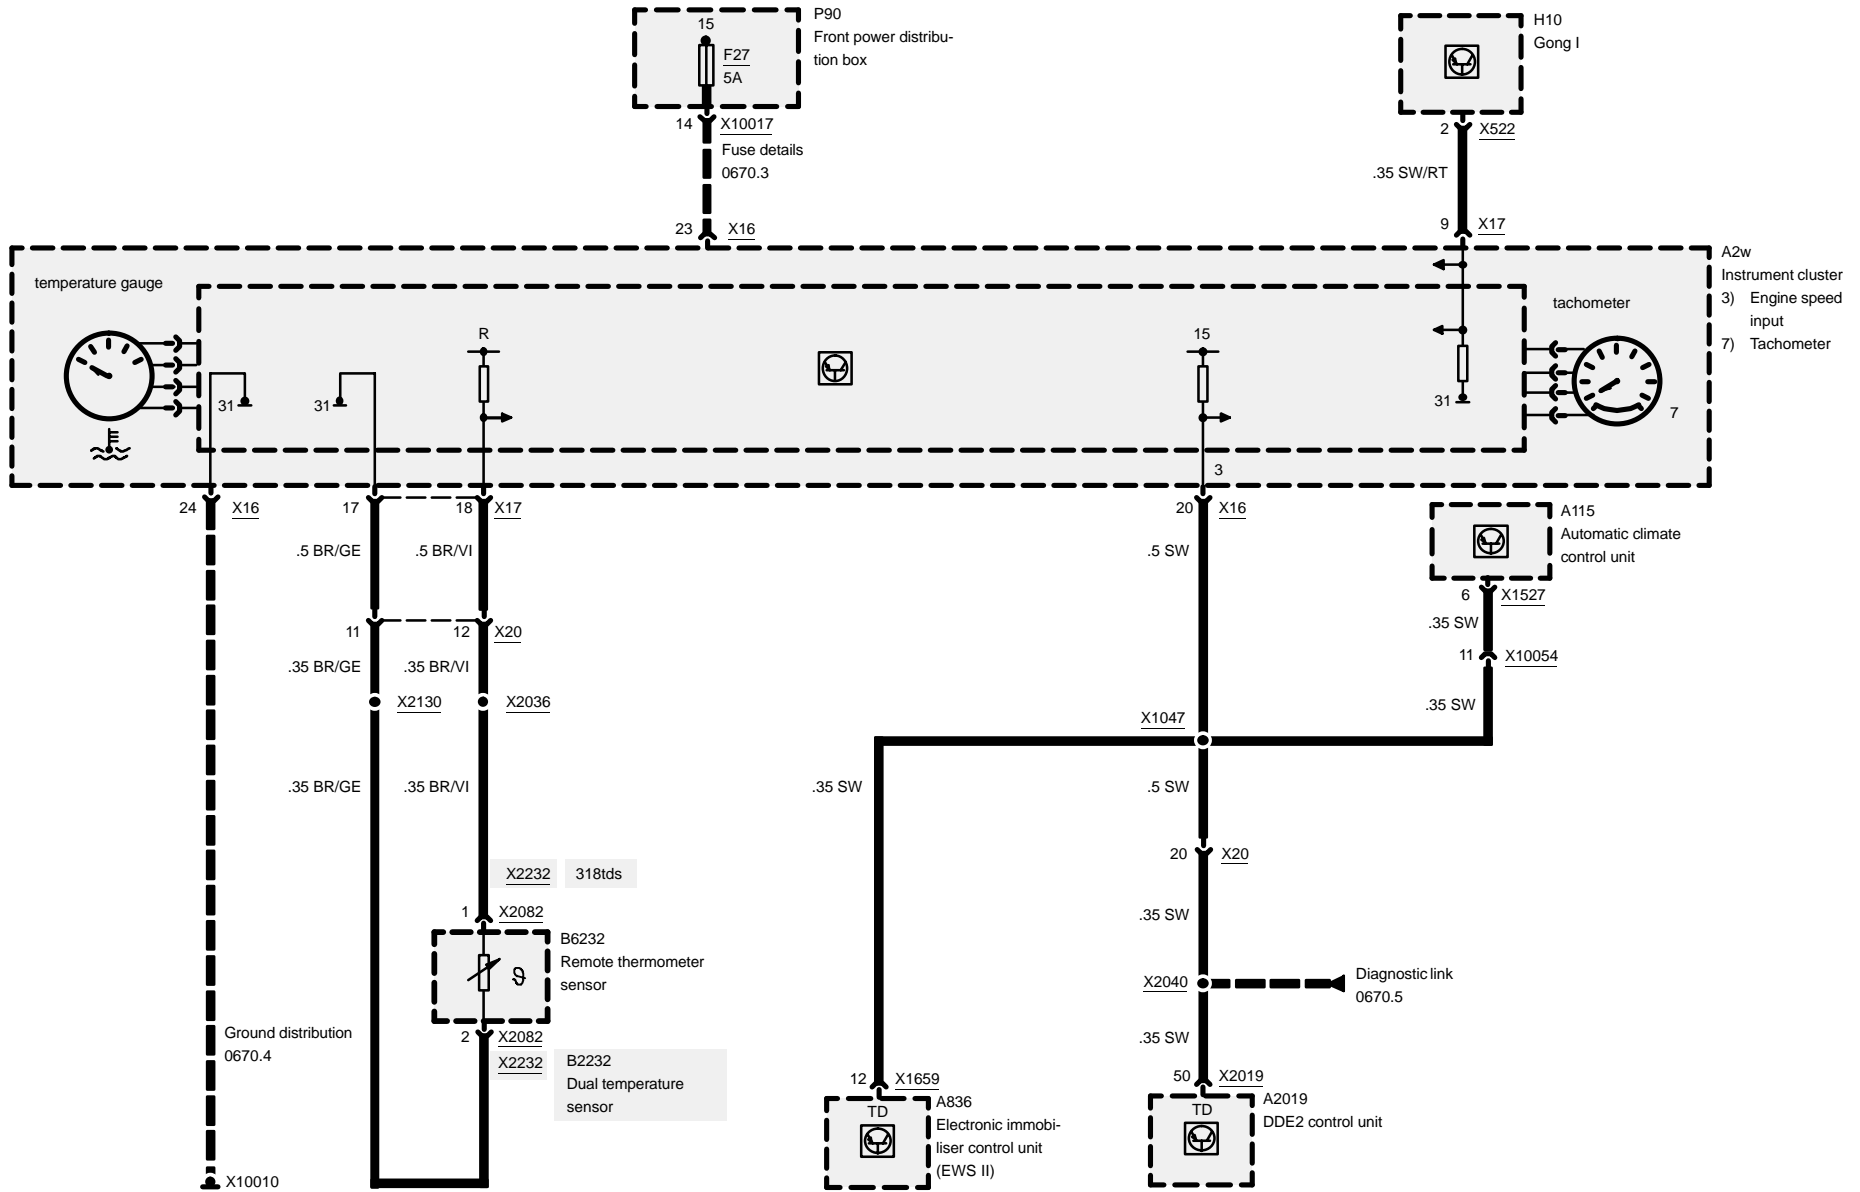 15
F27
5A
P90
Front power distribu-
tion box
14 X10017
Fuse details
0670.3
23 X16
H10
Gong I
2 X522
.35 SW/RT
9 X17
A2w
Instrument cluster
3) Engine speed
input
7) Tachometer
temperature gauge
tachometer
R
15
31
31
31
7
3
24 X16
17
18 X17
20 X16
.5 BR/GE
.5 BR/VI
.5 SW
A115
Automatic climate
control unit
6 X1527
.35 SW
11 X10054
.35 SW
11
12 X20
.35 BR/GE
.35 BR/VI
X2130
X2036
X1047
.35 BR/GE
.35 BR/VI
.35 SW
.5 SW
20 X20
X2232 318tds
1 X2082
.35 SW
B6232
Remote thermometer
sensor
ϑ
X2040
Diagnostic link
0670.5
Ground distribution
0670.4
2 X2082
X2232
B2232
Dual temperature
sensor
.35 SW
12 X1659
50 X2019
TD
A836
Electronic immobi-
liser control unit
(EWS II)
TD
A2019
DDE2 control unit
X10010